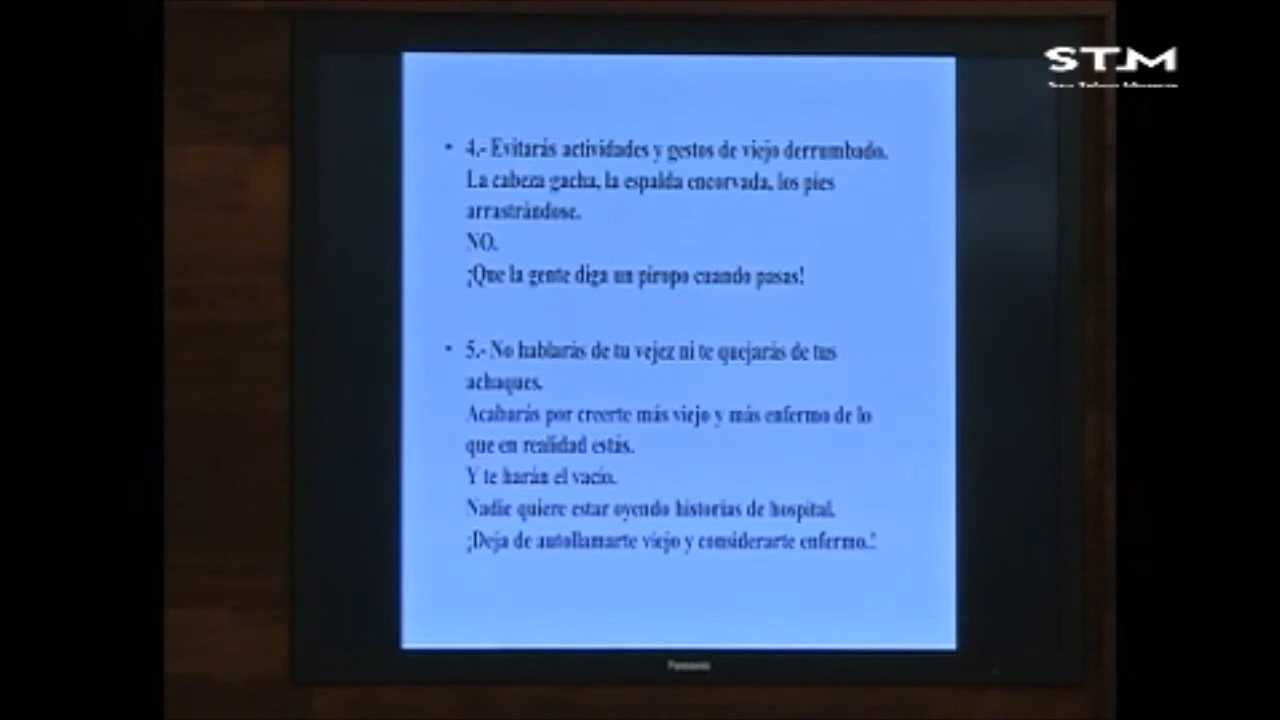 STM
• 4.- Evitarás actividades y gestos de viejo derrumbado.
La cabeza gacha, la espalda encorvada, los pies
arrastrándose.
NO.
¡Que la gente diga un piropo cuando pasas!
• 5.- No hablarás de tu vejez ni te quejarás de tus
achaques.
Acabarás por creerte más viejo y más enfermo de lo
que en realidad estás.
Y te harán el vacío.
Nadie quiere estar oyendo historias de hospital.
¡Deja de autollamarte viejo y considerarte enfermo.!
Panasonic